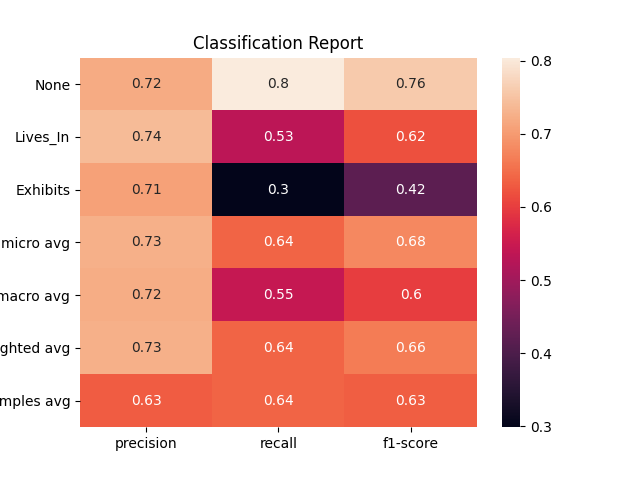 Classification Report
None 0.72 0.8 0.76
Lives_In 0.74 0.53 0.62
Exhibits 0.71 0.3 0.42
micro avg 0.73 0.64 0.68
macro avg 0.72 0.55 0.6
ghted avg 0.73 0.64 0.66
mples avg 0.63 0.64 0.63
precision recall f1-score
0.8
0.7
0.6
0.5
0.4
0.3